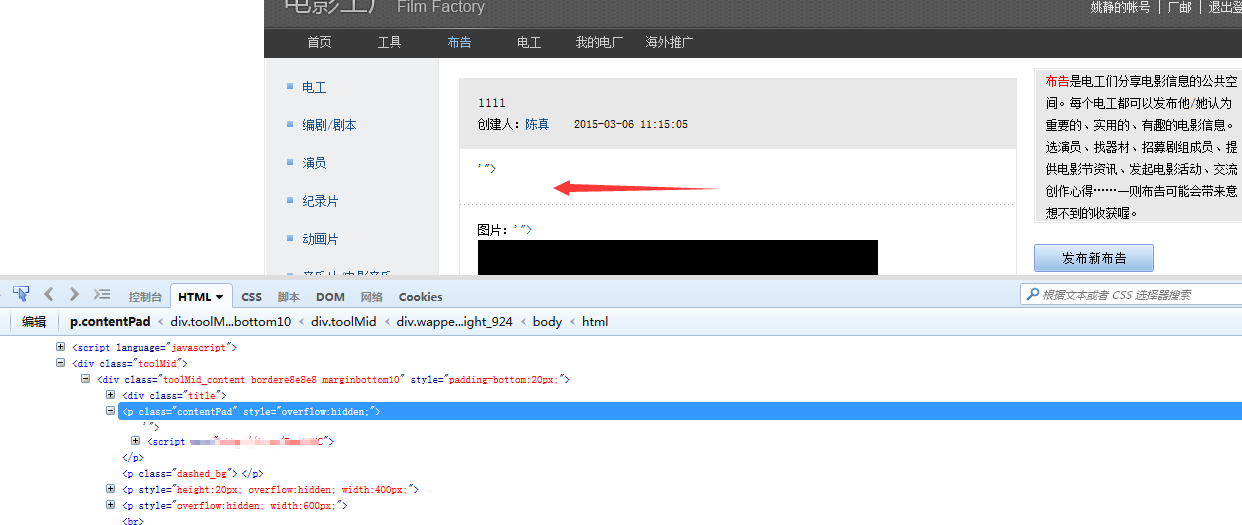 电影工厂 Film Factory
姚静的帐号 | 厂邮 | 退出登
首页 工具 布告 电工 我的电厂 海外推广
电工
编剧/剧本
演员
纪录片
动画片
音乐片/电影音乐
1111
创建人：陈真 2015-03-06 11:15:05
'">
图片：'">
布告是电工们分享电影信息的公共空
间。每个电工都可以发布他/她认为
重要的、实用的、有趣的电影信息。
选演员、找器材、招募剧组成员、提
供电影节资讯、发起电影活动、交流
创作心得……一则布告可能会带来意
想不到的收获喔。
发布新布告
控制台 HTML CSS 脚本 DOM 网络 Cookies
根据文本或者 CSS 选择器搜索
编辑 p.contentPad < div.toolM...bottom10 < div.toolMid < div.wappe...ight_924 < body < html
<script language="javascript">
<div class="toolMid">
<div class="toolMid_content bordere8e8e8 marginbottom10" style="padding-bottom:20px;">
<div class="title">
<p class="contentPad" style="overflow:hidden;">
'">
<script
</p>
<p class="dashed_bg"> </p>
<p style="height:20px; overflow:hidden; width:400px;">
<p style="overflow:hidden; width:600px;">
<br>